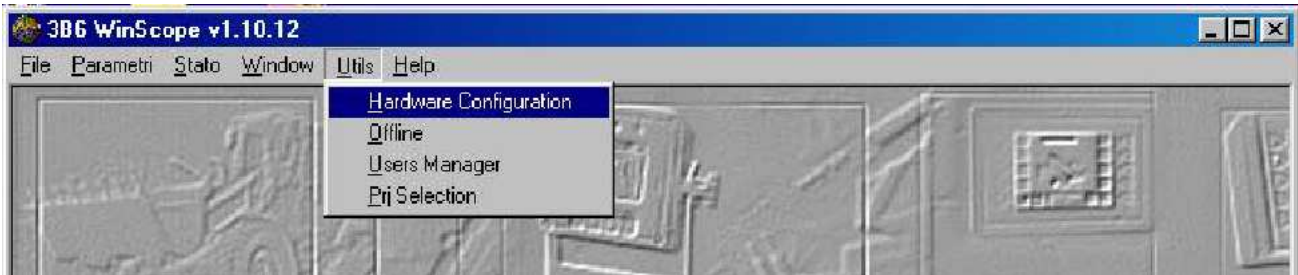 3B6 WinScope v1.10.12
File Parametri Stato Window Utils Help
Hardware Configuration
Offline
Users Manager
Prj Selection